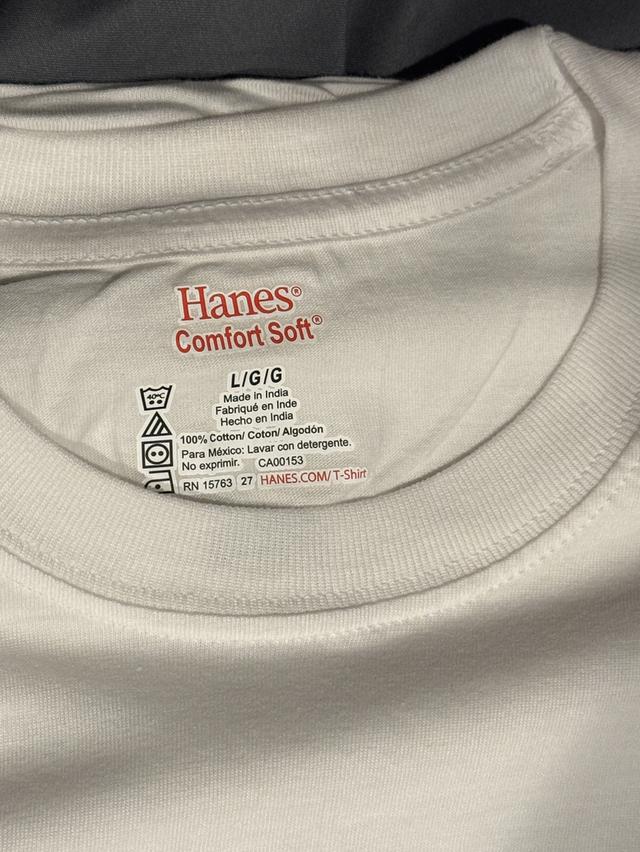 Hanes®
Comfort Soft®
L/G/G
Made in India
Fabriqué en Inde
Hecho en India
40°C
100% Cotton/ Coton/ Algodón
Para México: Lavar con detergente.
No exprimir. CA00153
RN 15763 27 HANES.COM/T-Shirt